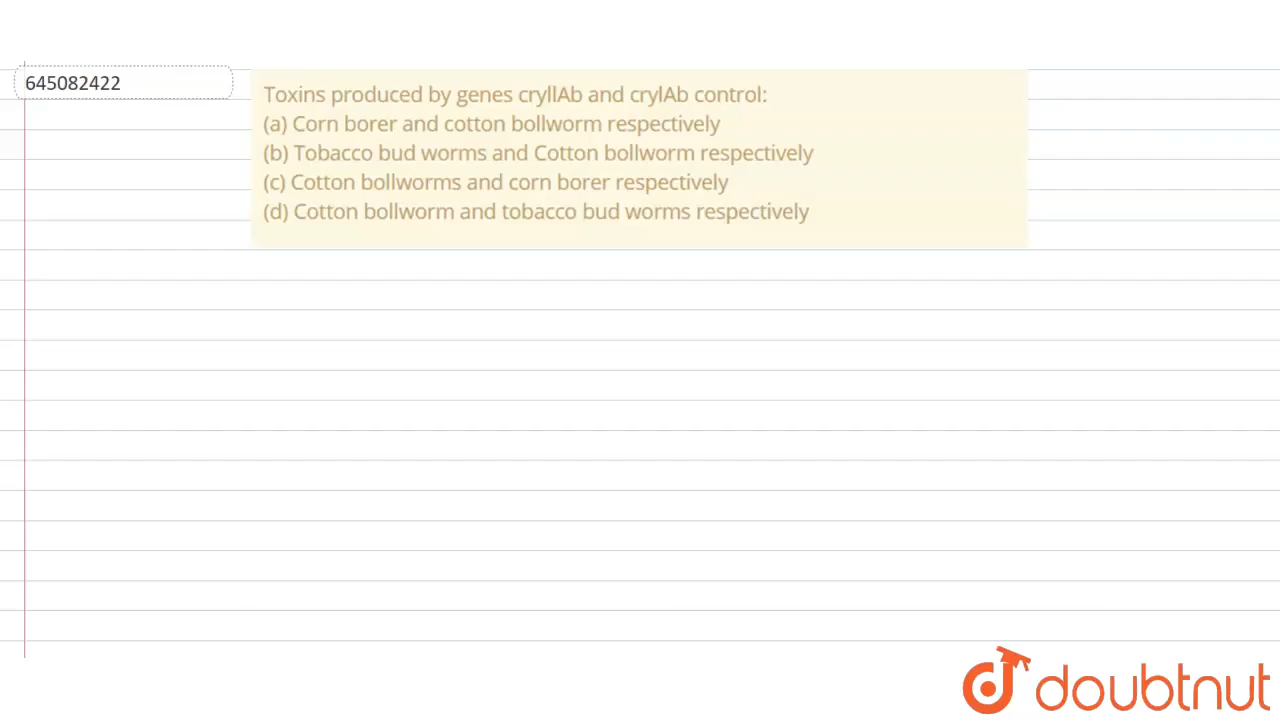 645082422
Toxins produced by genes cryllAb and crylAb control:
(a) Corn borer and cotton bollworm respectively
(b) Tobacco bud worms and Cotton bollworm respectively
(c) Cotton bollworms and corn borer respectively
(d) Cotton bollworm and tobacco bud worms respectively
doubtnut